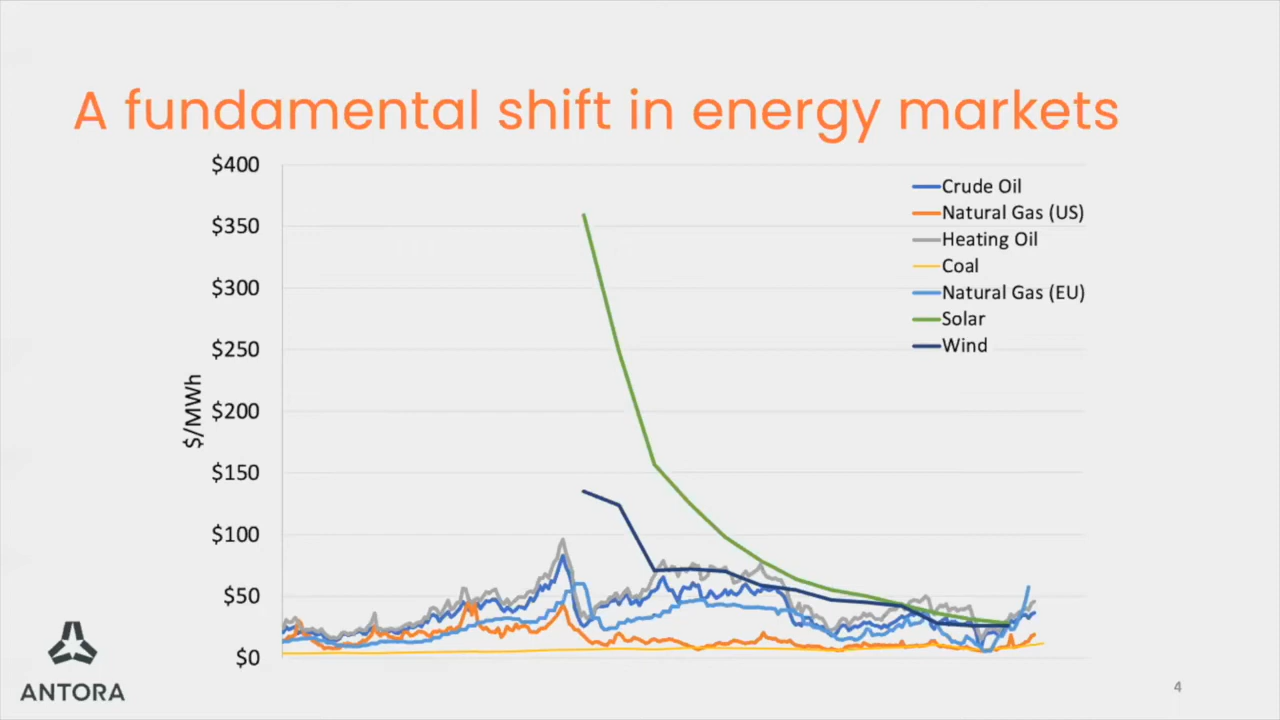 A fundamental shift in energy markets
$400
$350
$300
$250
$200
$150
$100
$50
$0
$/MWh
Crude Oil
Natural Gas (US)
Heating Oil
Coal
Natural Gas (EU)
Solar
Wind
ANTORA
4